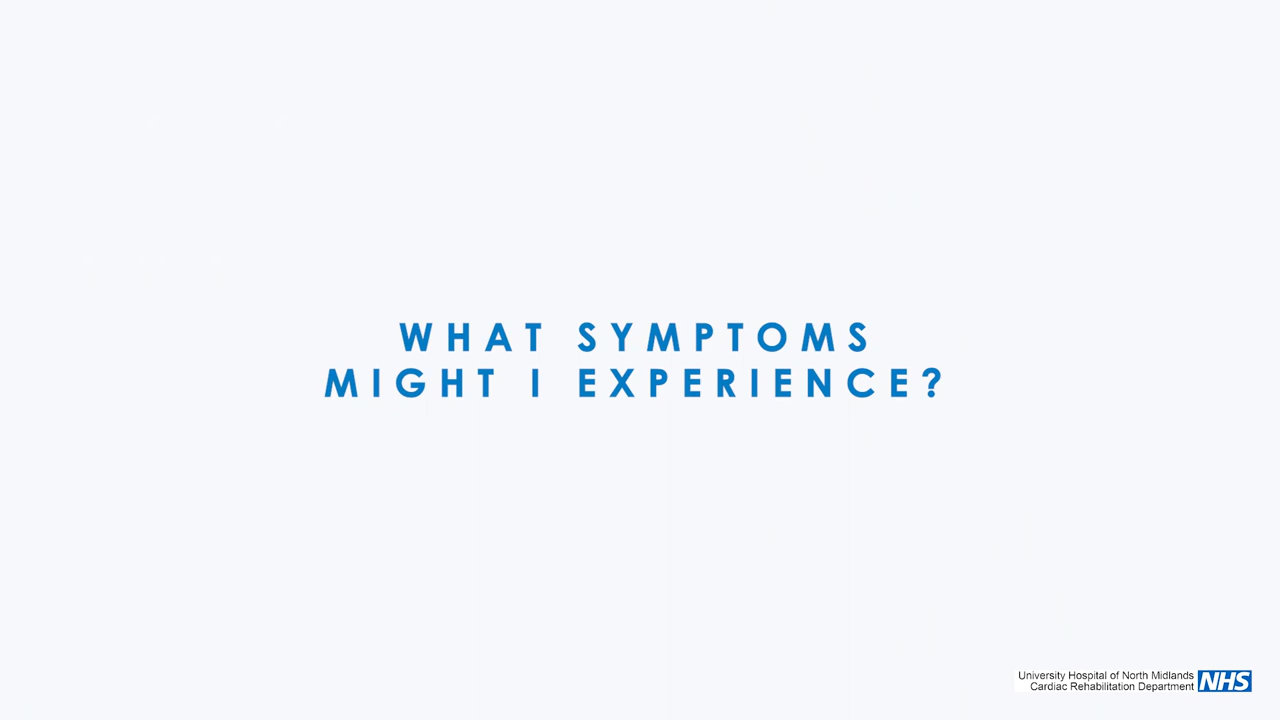 WHAT SYMPTOMS
MIGHT I EXPERIENCE?
University Hospital of North Midlands
Cardiac Rehabilitation Department
NHS